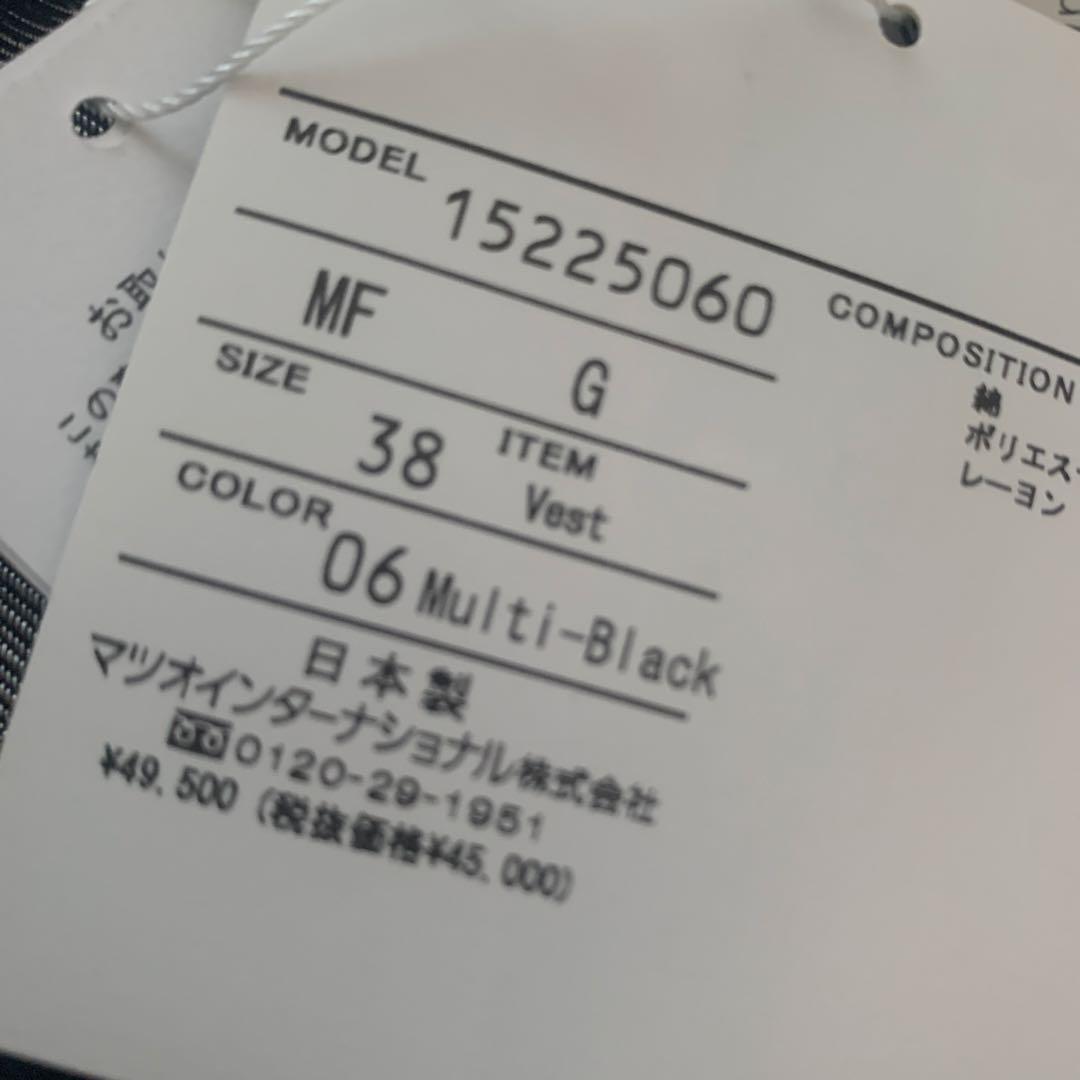 MODEL 15225060
MF G
SIZE 38 ITEM Vest
COLOR 06 Multi-Black
日本製
マツオインターナショナル株式会社
0120-29-1951
¥49,500 (税抜価格¥45,000)
COMPOSITION
綿
ポリエス
レーヨン